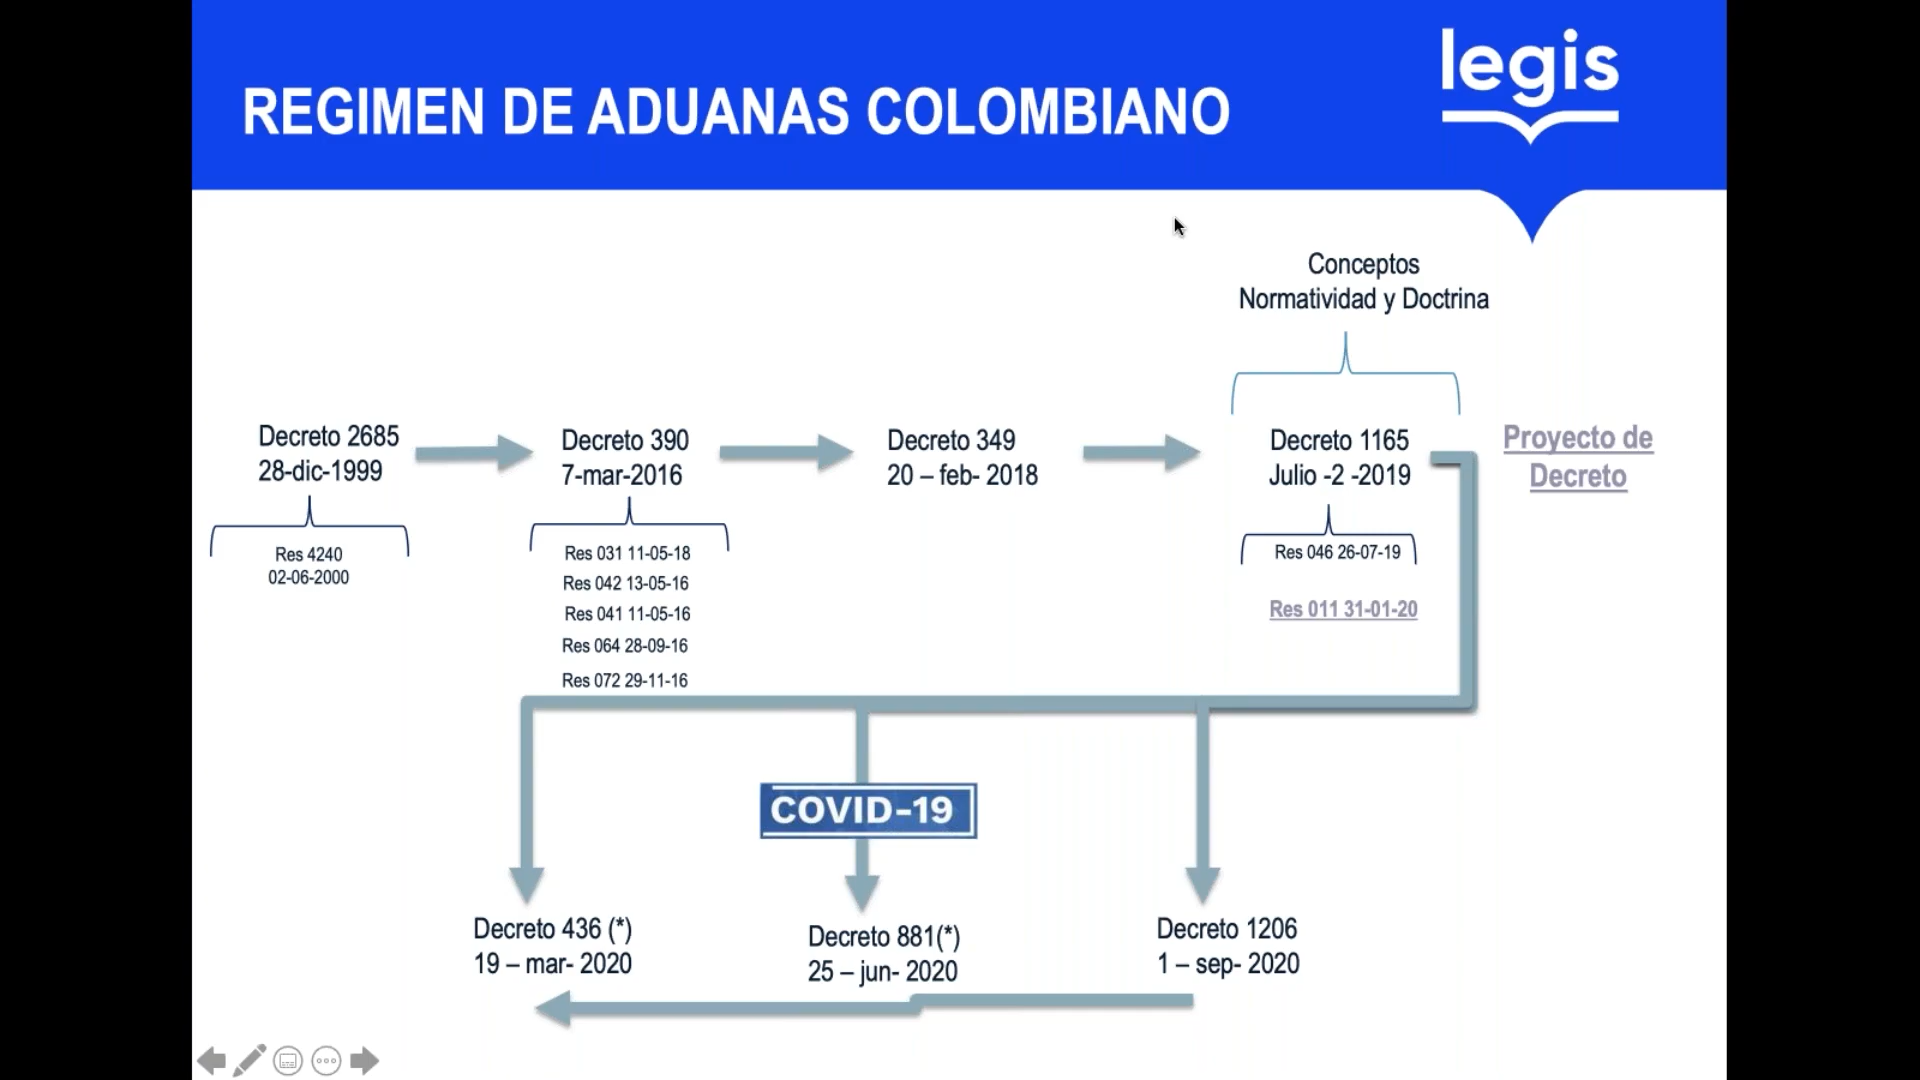 REGIMEN DE ADUANAS COLOMBIANO
legis
Conceptos
Normatividad y Doctrina
Decreto 2685
28-dic-1999
Decreto 390
7-mar-2016
Decreto 349
20 – feb- 2018
Decreto 1165
Julio -2 -2019
Proyecto de
Decreto
Res 4240
02-06-2000
Res 031 11-05-18
Res 042 13-05-16
Res 041 11-05-16
Res 064 28-09-16
Res 072 29-11-16
Res 046 26-07-19
Res 011 31-01-20
COVID-19
Decreto 436 (*)
19 – mar- 2020
Decreto 881(*)
25 – jun- 2020
Decreto 1206
1 – sep- 2020